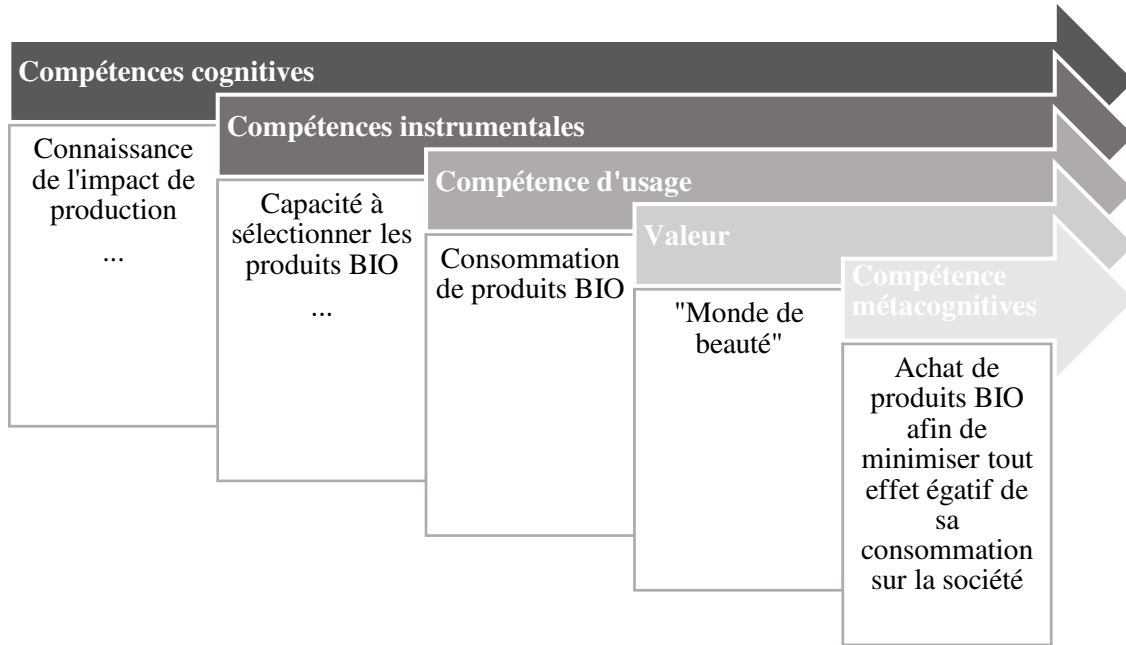 Compétences cognitives
Connaissance
de l'impact de
production
...
Compétences instrumentales
Capacité à
sélectionner les
produits BIO
...
Compétence d'usage
Consommation
de produits BIO
Valeur
"Monde de
beauté"
Compétence
métacognitives
Achat de
produits BIO
afin de
minimiser tout
effet égatif de
sa
consommation
sur la société